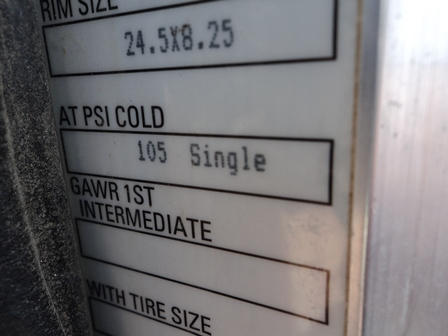 RIM SIZE
24.5X8.25
AT PSI COLD
105 Single
GAWR 1ST
INTERMEDIATE
WITH TIRE SIZE